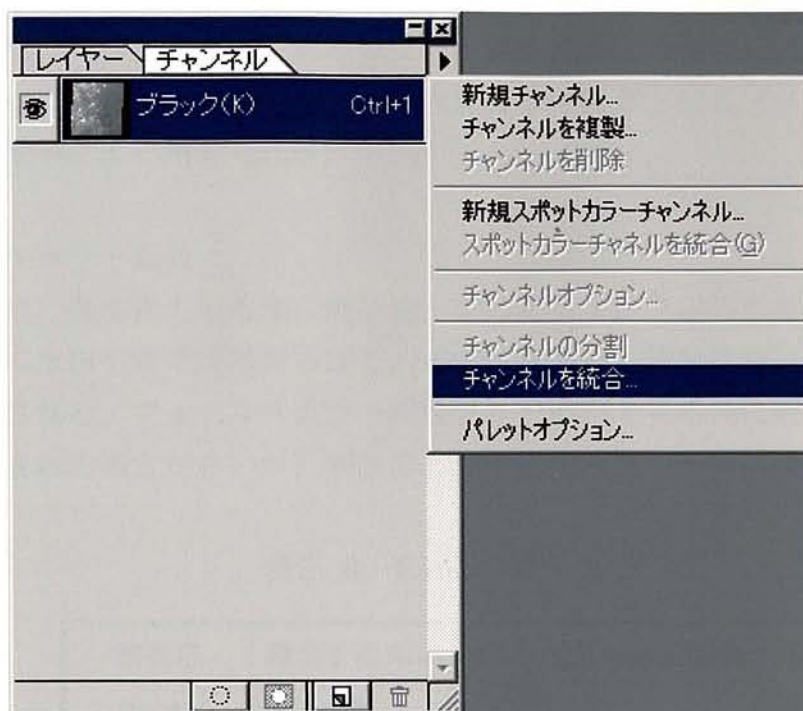 レイヤー チャンネル
ブラック(K) Ctrl+1
新規チャンネル...
チャンネルを複製...
チャンネルを削除
新規スポットカラーチャンネル...
スポットカラーチャネルを統合(G)
チャンネルオプション...
チャンネルの分割
チャンネルを統合...
パレットオプション...